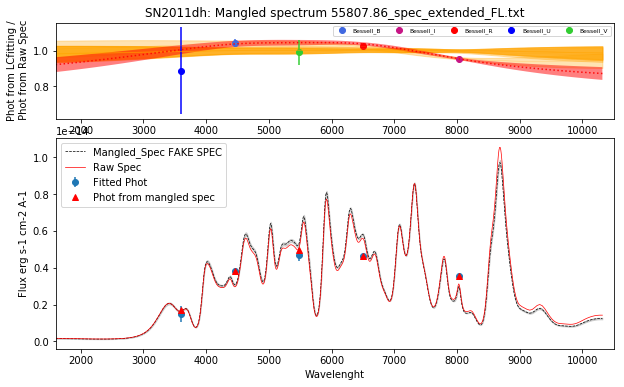 SN2011dh: Mangled spectrum 55807.86_spec_extended_FL.txt
Phot from LCfitting /
Phot from Raw Spec
1.0
0.8
Bessell_B
Bessell_I
Bessell_R
Bessell_U
Bessell_V
2000 3000 4000 5000 6000 7000 8000 9000 10000
1e−14
Flux erg s-1 cm-2 A-1
1.0
0.8
0.6
0.4
0.2
0.0
Mangled_Spec FAKE SPEC
Raw Spec
Fitted Phot
Phot from mangled spec
2000 3000 4000 5000 6000 7000 8000 9000 10000
Wavelenght